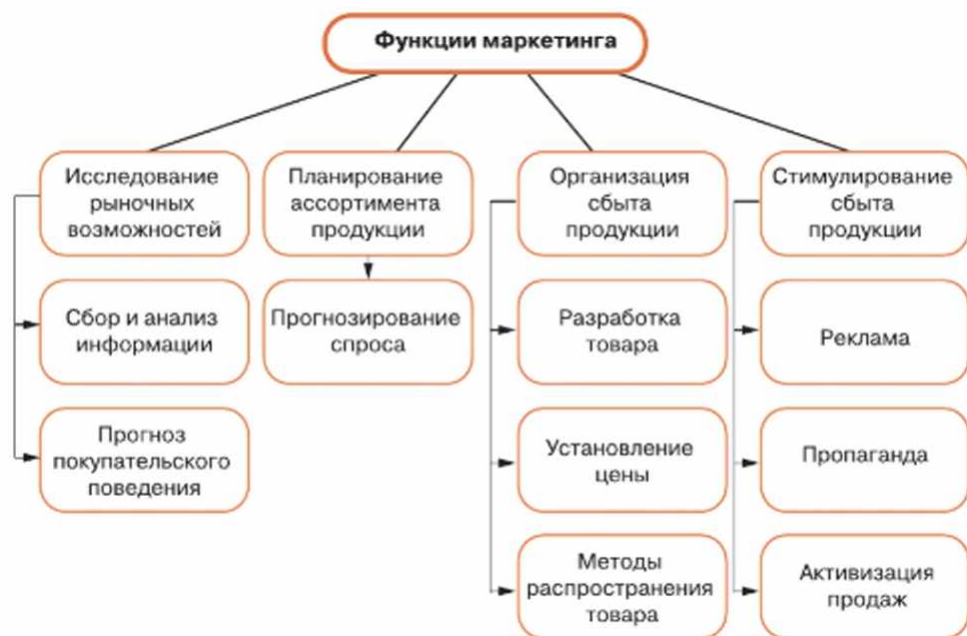 Функции маркетинга
Исследование
рыночных
возможностей
Сбор и анализ
информации
Прогноз
покупательского
поведения
Планирование
ассортимента
продукции
Прогнозирование
спроса
Организация
сбыта
продукции
Разработка
товара
Установление
цены
Методы
распространения
товара
Стимулирование
сбыта
продукции
Реклама
Пропаганда
Активизация
продаж